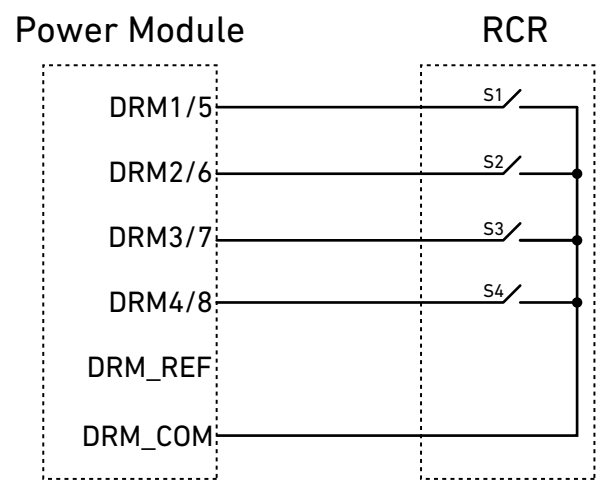 Power Module RCR
DRM1/5 S1
DRM2/6 S2
DRM3/7 S3
DRM4/8 S4
DRM_REF
DRM_COM